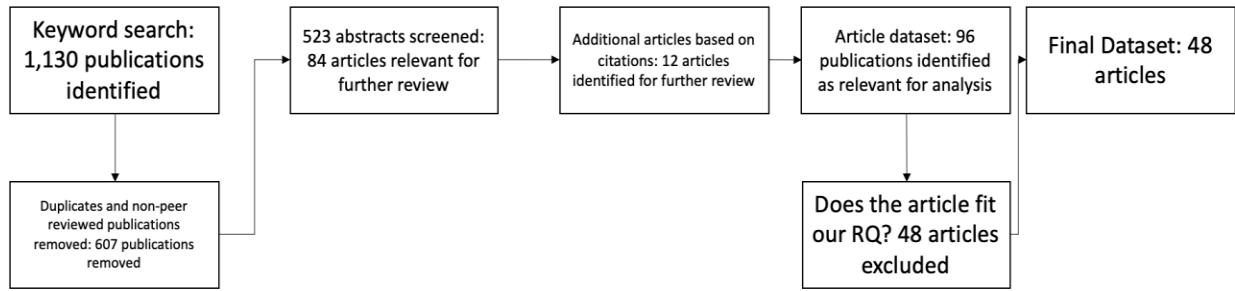 Keyword search:
1,130 publications
identified
Duplicates and non-peer
reviewed publications
removed: 607 publications
removed
523 abstracts screened:
84 articles relevant for
further review
Additional articles based on
citations: 12 articles
identified for further review
Article dataset: 96
publications identified
as relevant for analysis
Does the article fit
our RQ? 48 articles
excluded
Final Dataset: 48
articles